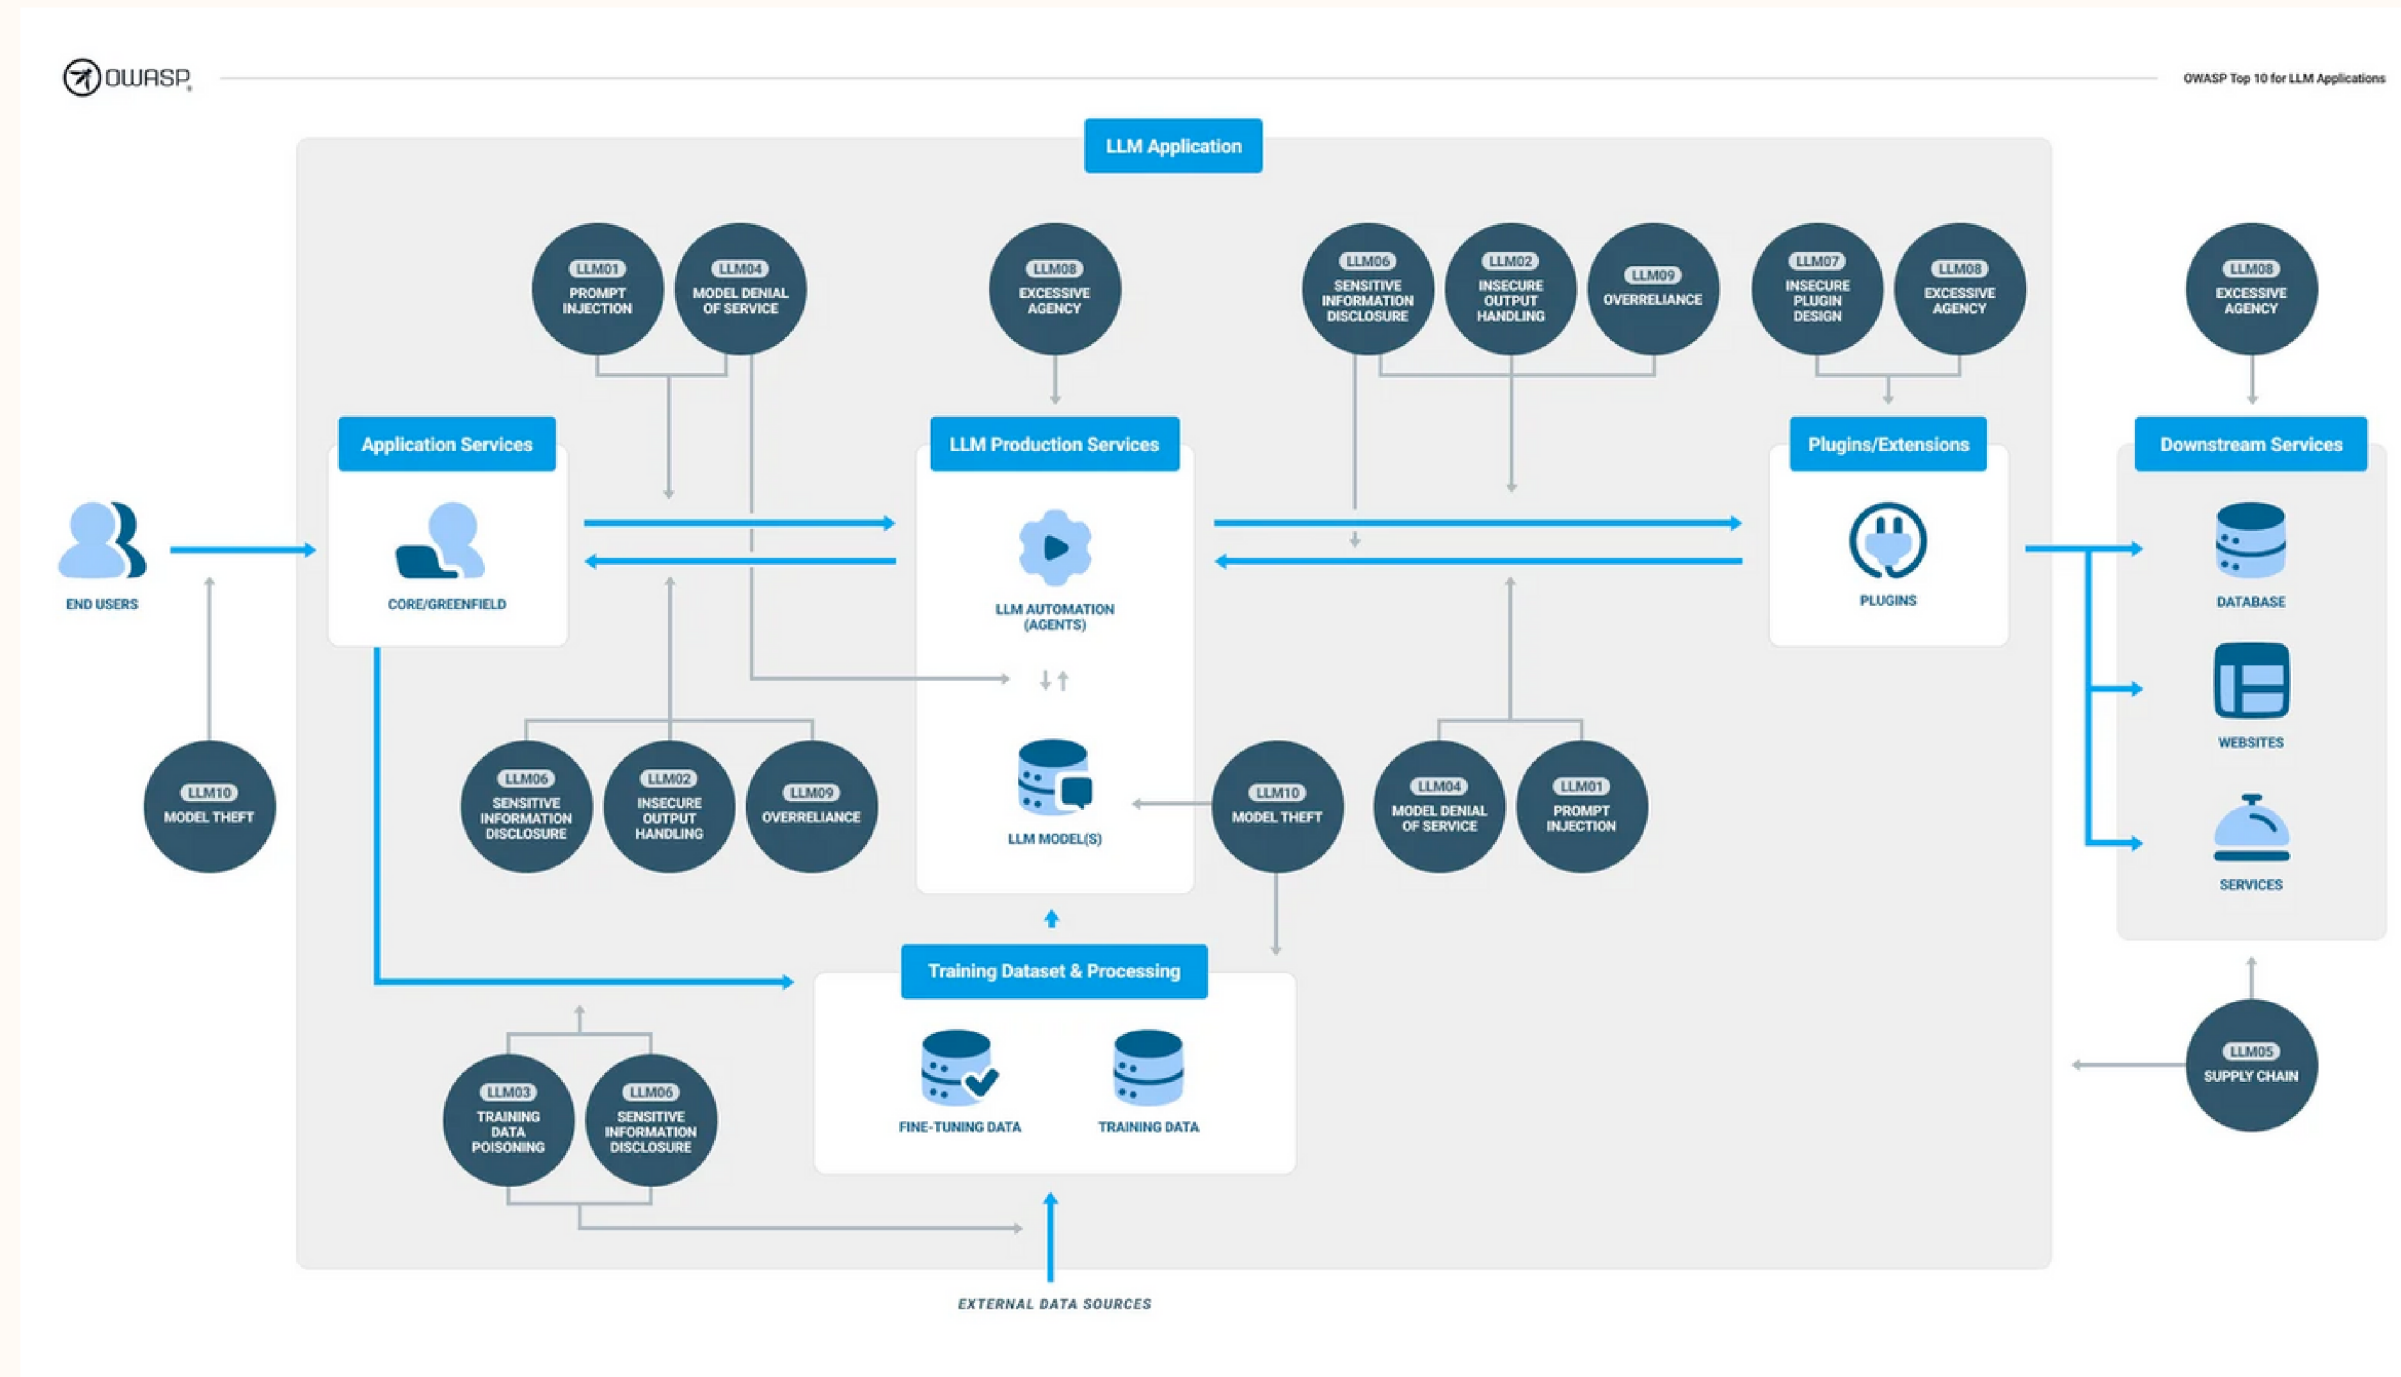 OWASP
OWASP Top 10 for LLM Applications
LLM Application
LLM01
PROMPT
INJECTION
LLM04
MODEL DENIAL
OF SERVICE
LLM08
EXCESSIVE
AGENCY
LLM06
SENSITIVE
INFORMATION
DISCLOSURE
LLM02
INSECURE
OUTPUT
HANDLING
LLM09
OVERRELIANCE
LLM07
INSECURE
PLUGIN
DESIGN
LLM08
EXCESSIVE
AGENCY
LLM08
EXCESSIVE
AGENCY
Application Services
LLM Production Services
Plugins/Extensions
Downstream Services
END USERS
CORE/GREENFIELD
LLM AUTOMATION
(AGENTS)
PLUGINS
DATABASE
WEBSITES
SERVICES
LLM10
MODEL THEFT
LLM06
SENSITIVE
INFORMATION
DISCLOSURE
LLM02
INSECURE
OUTPUT
HANDLING
LLM09
OVERRELIANCE
LLM MODEL(S)
LLM10
MODEL THEFT
LLM04
MODEL DENIAL
OF SERVICE
LLM01
PROMPT
INJECTION
Training Dataset & Processing
FINE-TUNING DATA
TRAINING DATA
LLM03
TRAINING
DATA
POISONING
LLM06
SENSITIVE
INFORMATION
DISCLOSURE
LLM05
SUPPLY CHAIN
EXTERNAL DATA SOURCES